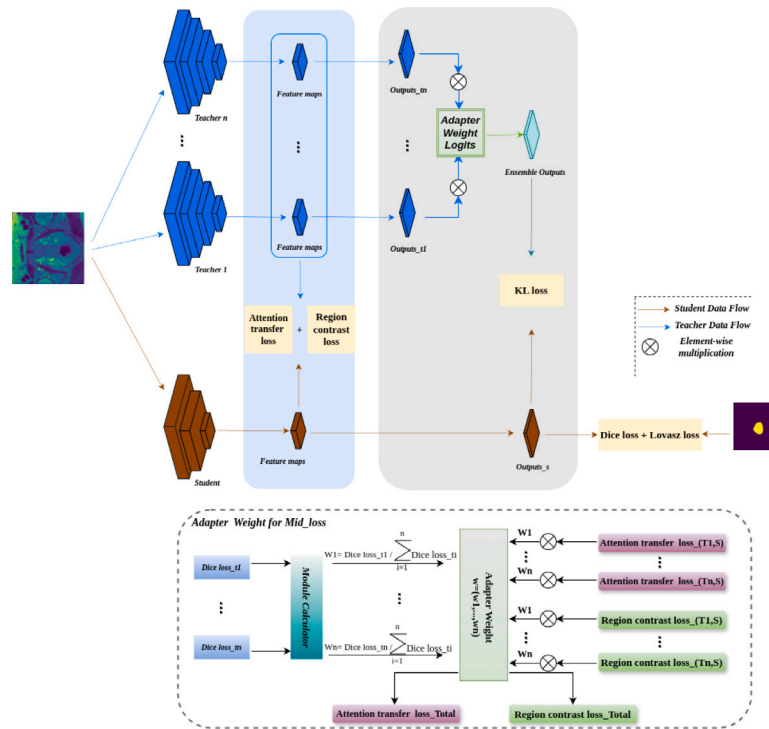 Teacher n
Feature maps
Outputs_tn
Adapter
Weight
Logits
Ensemble Outputs
Teacher 1
Feature maps
Outputs_t1
KL loss
Attention
transfer
loss
+
Region
contrast
loss
Student Data Flow
Teacher Data Flow
Element-wise
multiplication
Student
Feature maps
Outputs_s
Dice loss + Lovasz loss
Adapter Weight for Mid_loss
Dice loss_t1
...
Dice loss_tn
Module Calculator
W1= Dice loss_t1 / n ∑ i=1 Dice loss_ti
...
Wn= Dice loss_tn / n ∑ i=1 Dice loss_ti
Adapter Weight
w=(w1,...,wn)
W1
Attention transfer loss_(T1,S)
...
Wn
Attention transfer loss_(Tn,S)
W1
Region contrast loss_(T1,S)
...
Wn
Region contrast loss_(Tn,S)
Attention transfer loss_Total
Region contrast loss_Total